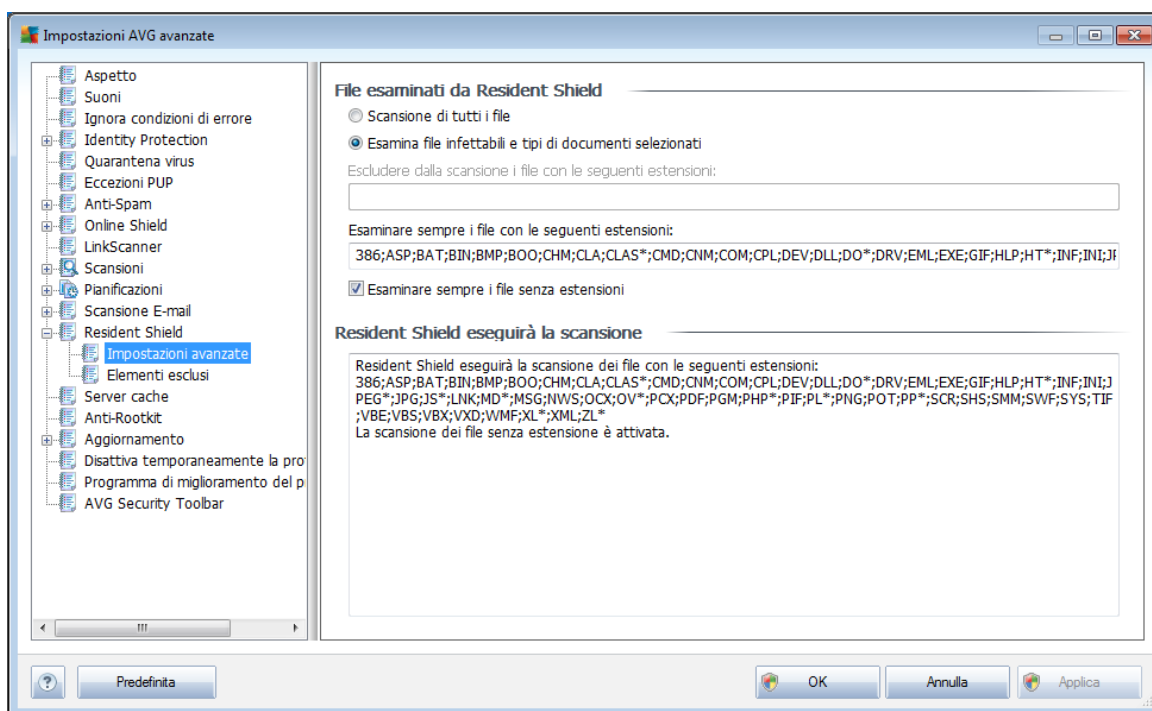 Impostazioni AVG avanzate
Aspetto
Suoni
Ignora condizioni di errore
Identity Protection
Quarantena virus
Eccezioni PUP
Anti-Spam
Online Shield
LinkScanner
Scansioni
Pianificazioni
Scansione E-mail
Resident Shield
Impostazioni avanzate
Elementi esclusi
Server cache
Anti-Rootkit
Aggiornamento
Disattiva temporaneamente la pro
Programma di miglioramento del p
AVG Security Toolbar
File esaminati da Resident Shield
Scansione di tutti i file
Esamina file infettabili e tipi di documenti selezionati
Escludere dalla scansione i file con le seguenti estensioni:
Esaminare sempre i file con le seguenti estensioni:
386;ASP;BAT;BIN;BMP;BOO;CHM;CLA;CLAS*;CMD;CNM;COM;CPL;DEV;DLL;DO*;DRV;EML;EXE;GIF;HLP;HT*;INF;INI;JP
Esaminare sempre i file senza estensioni
Resident Shield eseguirà la scansione
Resident Shield eseguirà la scansione dei file con le seguenti estensioni:
386;ASP;BAT;BIN;BMP;BOO;CHM;CLA;CLAS*;CMD;CNM;COM;CPL;DEV;DLL;DO*;DRV;EML;EXE;GIF;HLP;HT*;INF;INI;J
PEG*;JPG;JS*;LNK;MD*;MSG;NWS;OCX;OV*;PCX;PDF;PGM;PHP*;PIF;PL*;PNG;POT;PP*;SCR;SHS;SMM;SWF;SYS;TIF
;VBE;VBS;VBX;VXD;WMF;XL*;XML;ZL*
La scansione dei file senza estensione è attivata.
? Predefinita OK Annulla Applica